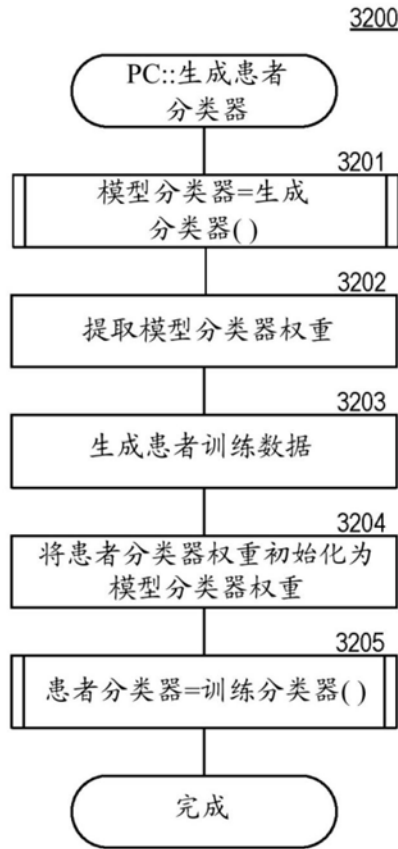 3200
PC::生成患者
分类器
3201
模型分类器=生成
分类器( )
3202
提取模型分类器权重
3203
生成患者训练数据
3204
将患者分类器权重初始化为
模型分类器权重
3205
患者分类器=训练分类器( )
完成